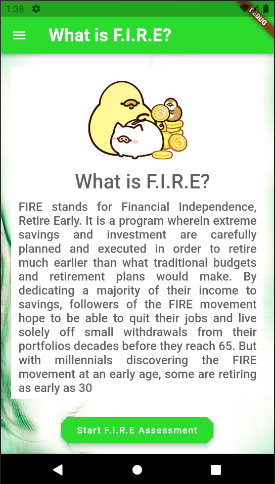 1:38
DEBUG
What is F.I.R.E?
What is F.I.R.E?
FIRE stands for Financial Independence,
Retire Early. It is a program wherein extreme
savings and investment are carefully
planned and executed in order to retire
much earlier than what traditional budgets
and retirement plans would make. By
dedicating a majority of their income to
savings, followers of the FIRE movement
hope to be able to quit their jobs and live
solely off small withdrawals from their
portfolios decades before they reach 65. But
with millennials discovering the FIRE
movement at an early age, some are retiring
as early as 30
Start F.I.R.E Assessment